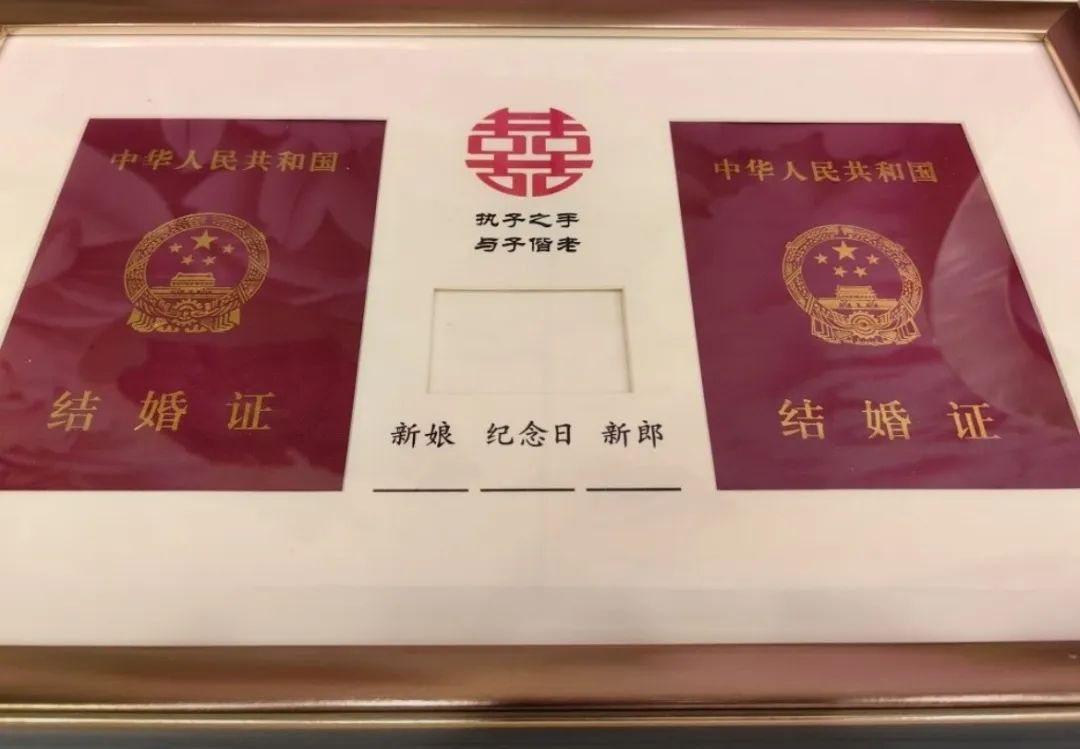 中华人民共和国
结婚证
囍
执子之手
与子偕老
新娘 纪念日 新郎
中华人民共和国
结婚证